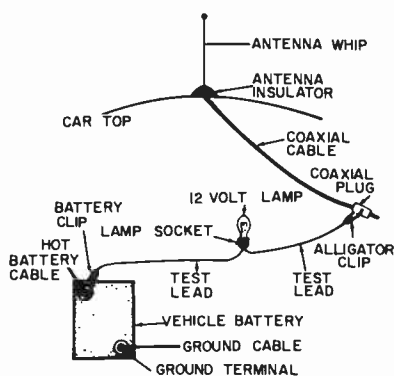 ANTENNA WHIP
ANTENNA
INSULATOR
CAR TOP
COAXIAL
CABLE
COAXIAL
PLUG
12 VOLT LAMP
BATTERY
CLIP
LAMP SOCKET
HOT
BATTERY
CABLE
ALLIGATOR
CLIP
TEST
LEAD
TEST
LEAD
VEHICLE BATTERY
GROUND CABLE
GROUND TERMINAL